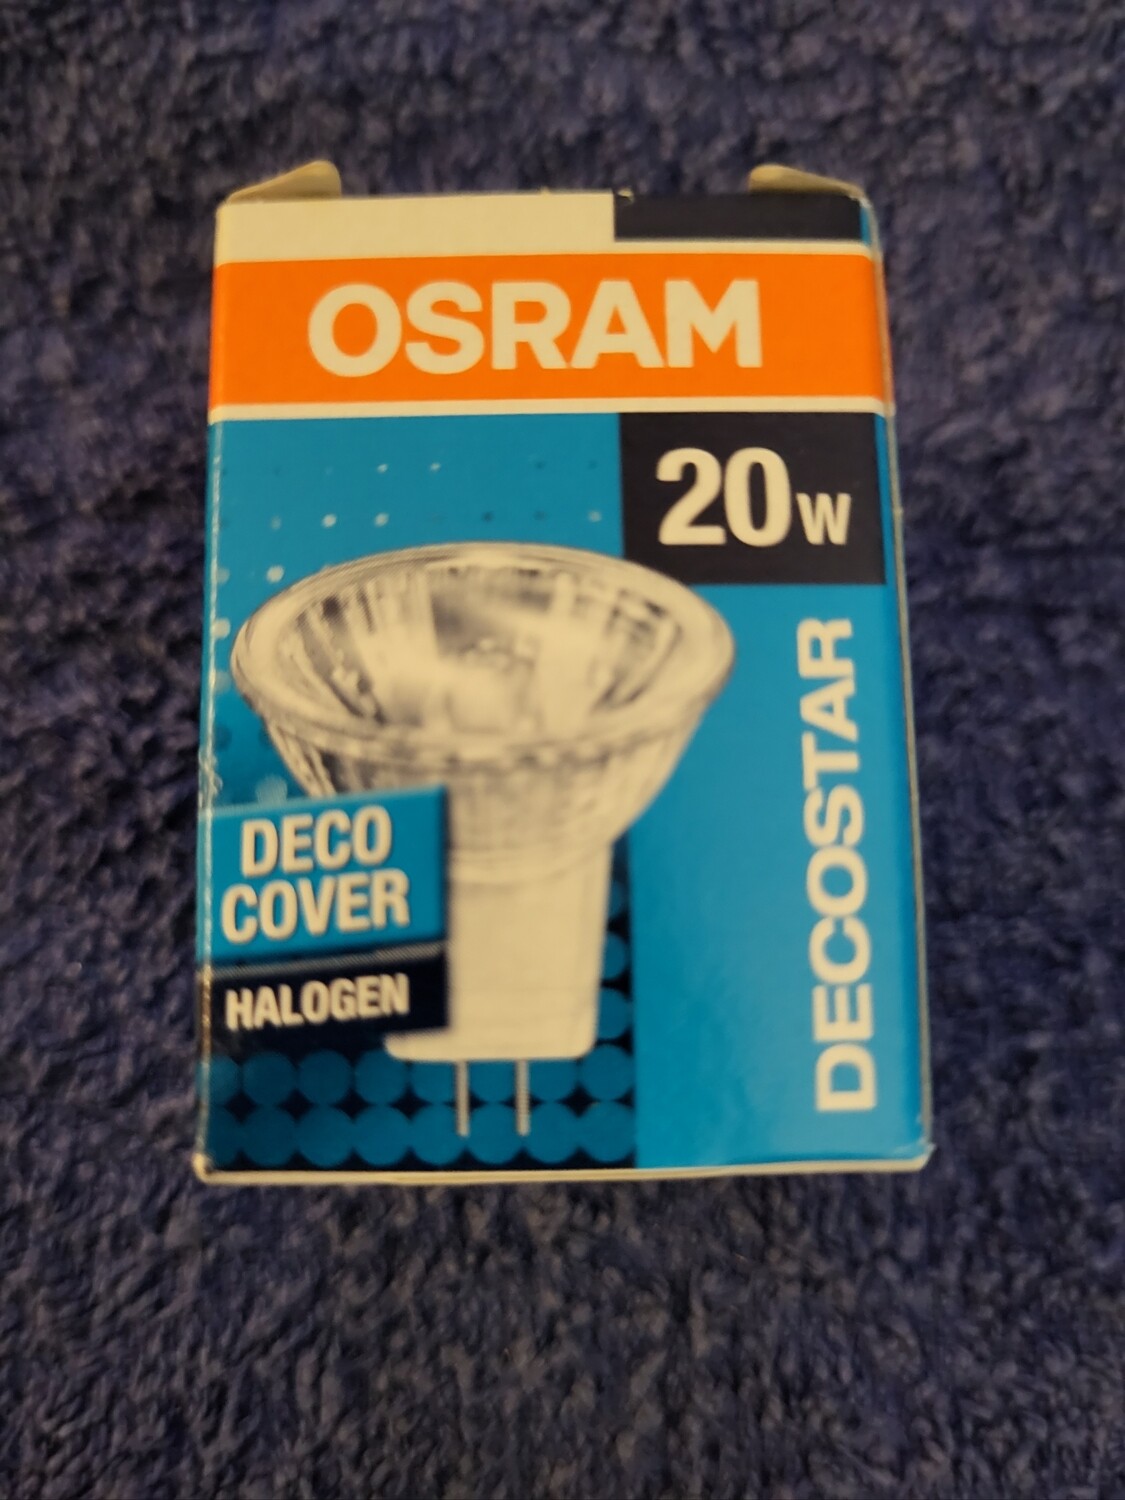 OSRAM
20W
DECOSTAR
DECO
COVER
HALOGEN